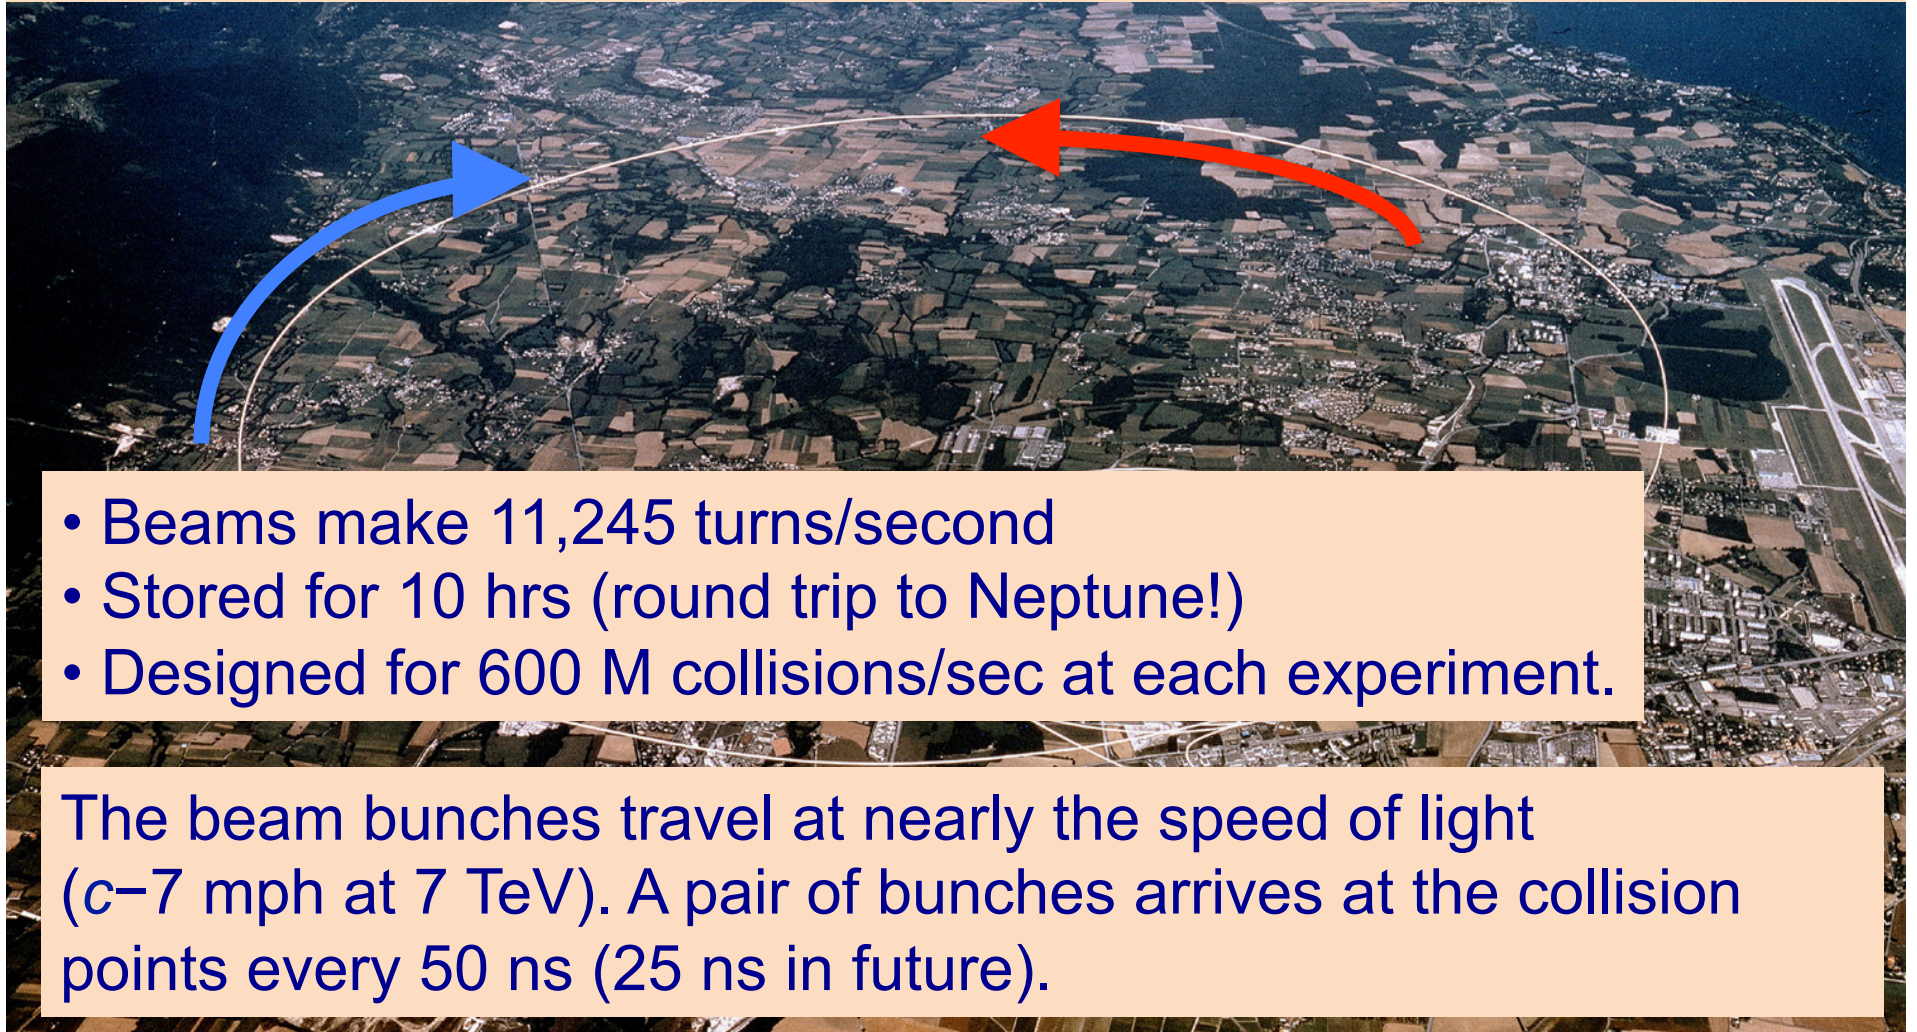 • Beams make 11,245 turns/second
• Stored for 10 hrs (round trip to Neptune!)
• Designed for 600 M collisions/sec at each experiment.
The beam bunches travel at nearly the speed of light
(c−7 mph at 7 TeV). A pair of bunches arrives at the collision
points every 50 ns (25 ns in future).